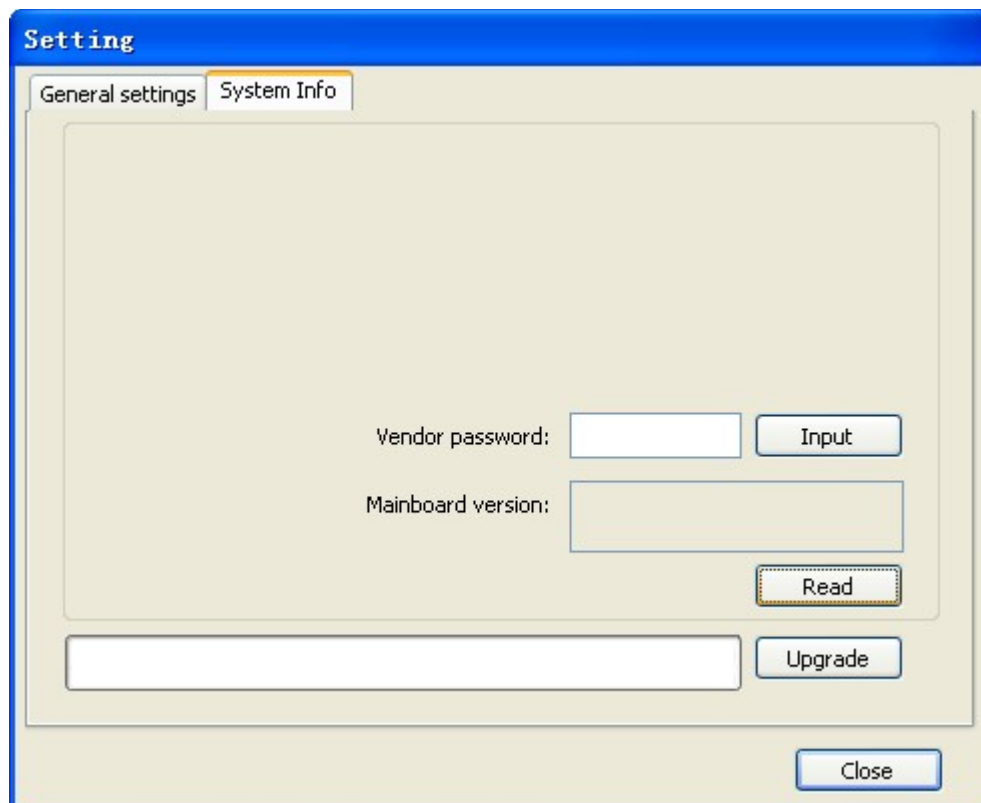 Setting
General settings System Info
Vendor password: Input
Mainboard version:
Read
Upgrade
Close